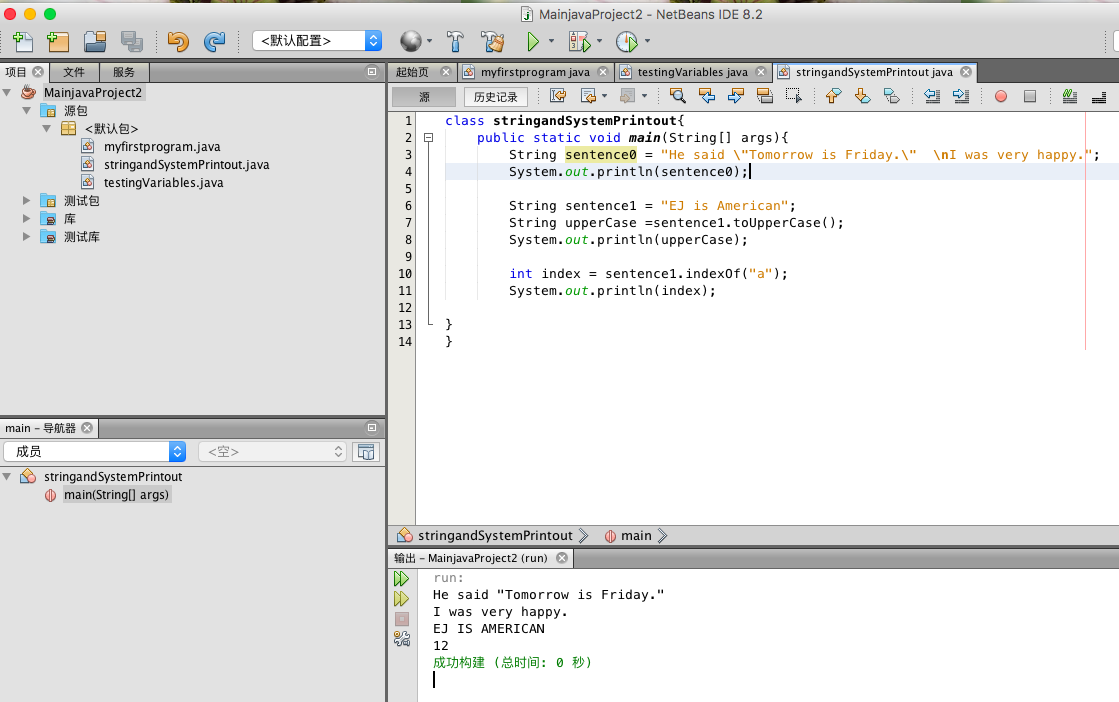 MainjavaProject2 - NetBeans IDE 8.2
<默认配置>
项目 文件 服务
MainjavaProject2
源包
<默认包>
myfirstprogram.java
stringandSystemPrintout.java
testingVariables.java
测试包
库
测试库
起始页 myfirstprogram.java testingVariables.java stringandSystemPrintout.java
源 历史记录
1 class stringandSystemPrintout{
2 public static void main(String[] args){
3 String sentence0 = "He said \"Tomorrow is Friday.\"  \nI was very happy.";
4 System.out.println(sentence0);
5
6 String sentence1 = "EJ is American";
7 String upperCase =sentence1.toUpperCase();
8 System.out.println(upperCase);
9
10 int index = sentence1.indexOf("a");
11 System.out.println(index);
12
13 }
14 }
main - 导航器
成员 <空>
stringandSystemPrintout
main(String[] args)
stringandSystemPrintout main
输出 - MainjavaProject2 (run)
run:
He said "Tomorrow is Friday."
I was very happy.
EJ IS AMERICAN
12
成功构建 (总时间: 0 秒)